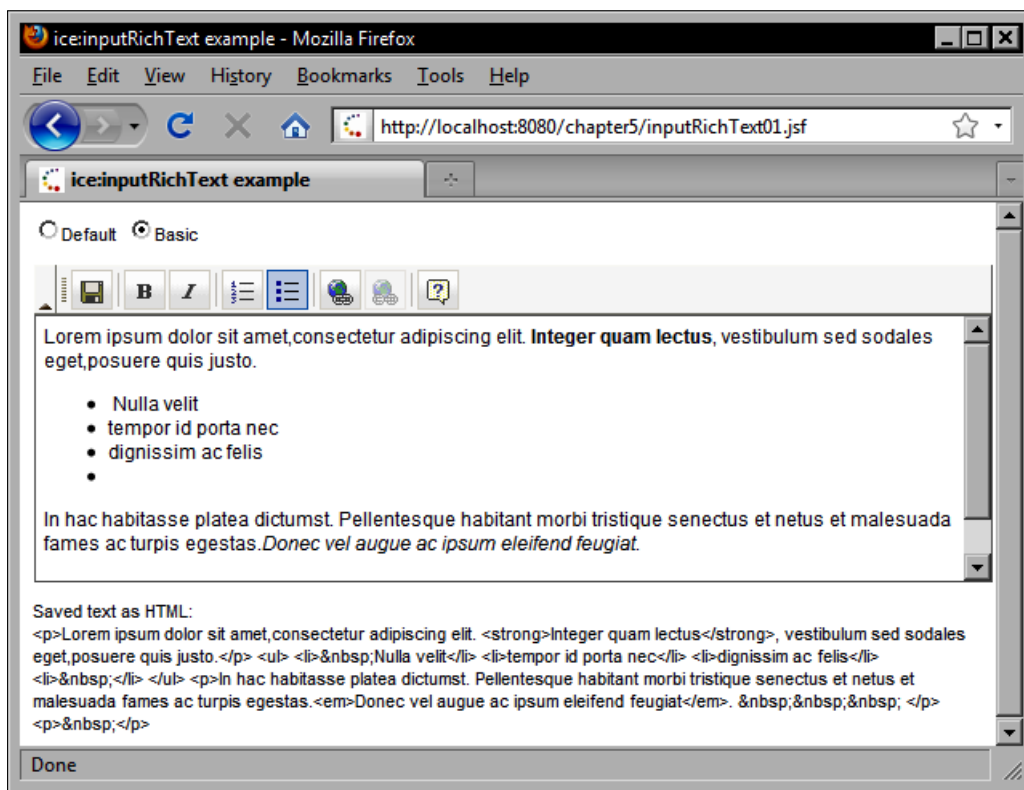 ice:inputRichText example - Mozilla Firefox
File Edit View History Bookmarks Tools Help
http://localhost:8080/chapter5/inputRichText01.jsf
ice:inputRichText example
Default Basic
B I
Lorem ipsum dolor sit amet,consectetur adipiscing elit. Integer quam lectus, vestibulum sed sodales
eget,posuere quis justo.
• Nulla velit
• tempor id porta nec
• dignissim ac felis
•
In hac habitasse platea dictumst. Pellentesque habitant morbi tristique senectus et netus et malesuada
fames ac turpis egestas.Donec vel augue ac ipsum eleifend feugiat.
Saved text as HTML:
<p>Lorem ipsum dolor sit amet,consectetur adipiscing elit. <strong>Integer quam lectus</strong>, vestibulum sed sodales
eget,posuere quis justo.</p> <ul> <li>&nbsp;Nulla velit</li> <li>tempor id porta nec</li> <li>dignissim ac felis</li>
<li>&nbsp;</li> </ul> <p>In hac habitasse platea dictumst. Pellentesque habitant morbi tristique senectus et netus et
malesuada fames ac turpis egestas.<em>Donec vel augue ac ipsum eleifend feugiat</em>. &nbsp;&nbsp;&nbsp; </p>
<p>&nbsp;</p>
Done